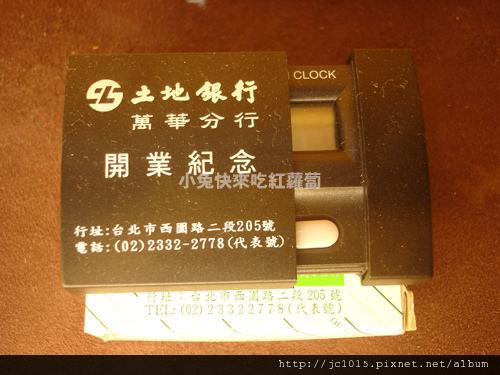 CLOCK
土地銀行
萬華分行
開業紀念
小兔快來吃紅蘿蔔
行址:台北市西園路二段205號
電話:(02)2332-2778(代表號)
行址:台北市西園路二段205號
TEL:(02)23322778(代表號)
http://jc1015.pixnet.net/album